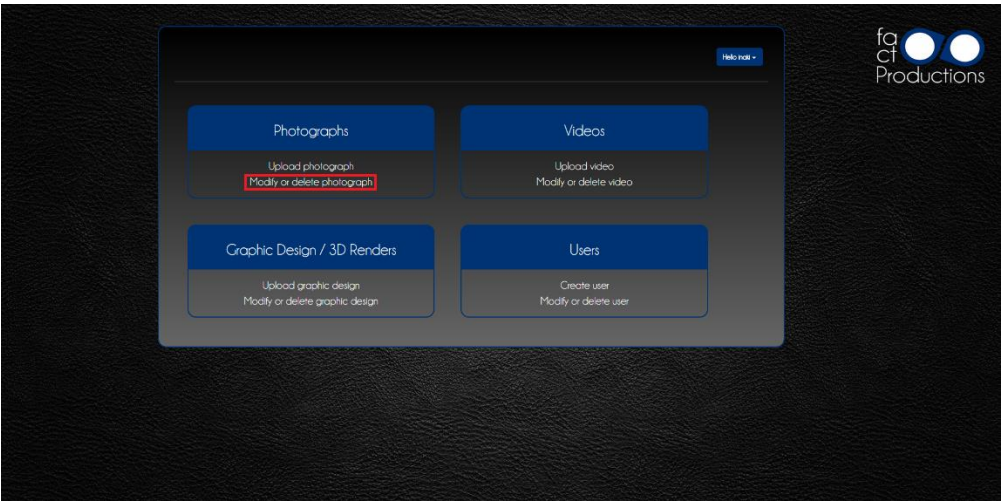 Hello inaki
fa
ct
Productions
Photographs
Upload photograph
Modify or delete photograph
Videos
Upload video
Modify or delete video
Graphic Design / 3D Renders
Upload graphic design
Modify or delete graphic design
Users
Create user
Modify or delete user